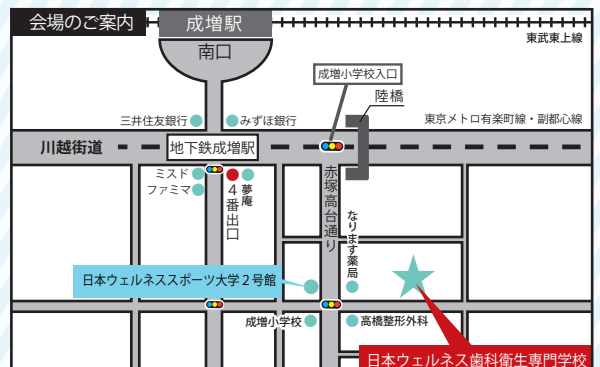 会場のご案内
成増駅
東武東上線
南口
成増小学校入口
陸橋
三井住友銀行
みずほ銀行
東京メトロ有楽町線・副都心線
川越街道
地下鉄成増駅
ミスド
ファミマ
4番出口
夢庵
赤塚高台通り
なります薬局
日本ウェルネススポーツ大学2号館
成増小学校
高橋整形外科
日本ウェルネス歯科衛生専門学校